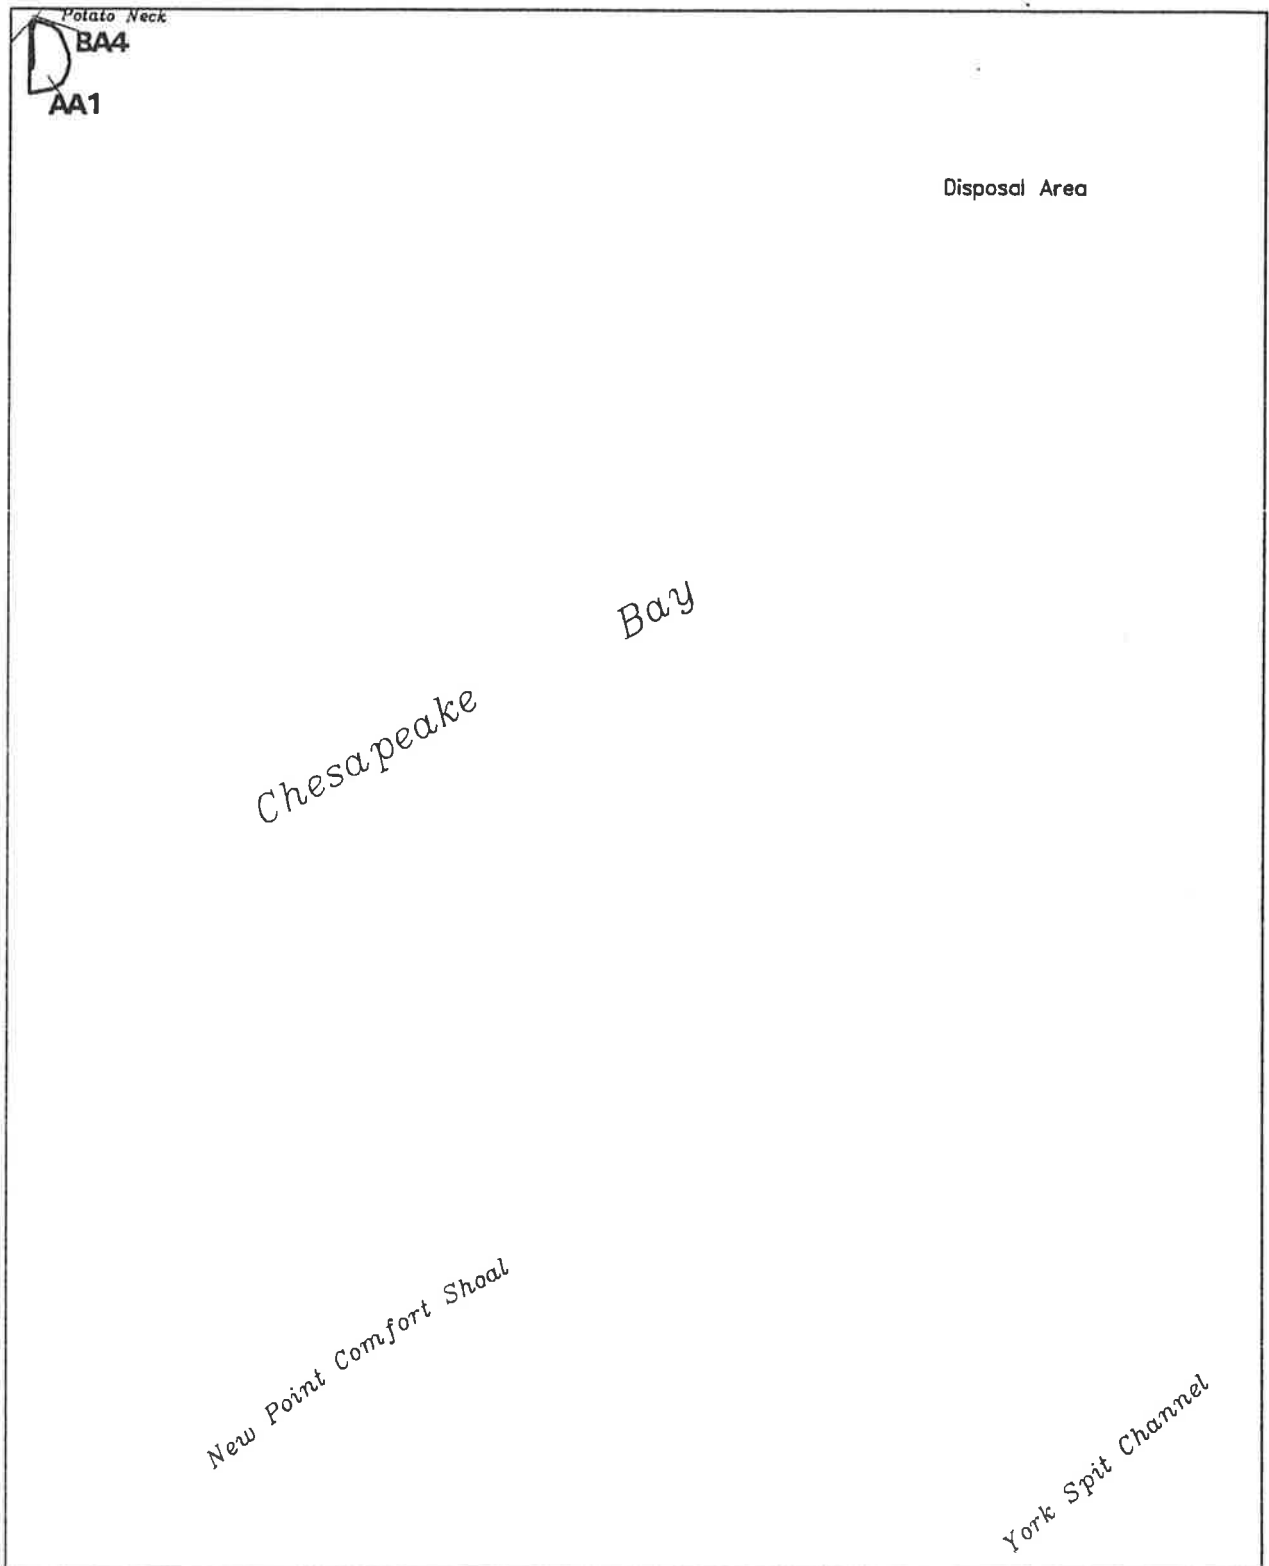 Potato Neck
BA4
AA1
Disposal Area
Chesapeake Bay
New Point Comfort Shoal
York Spit Channel